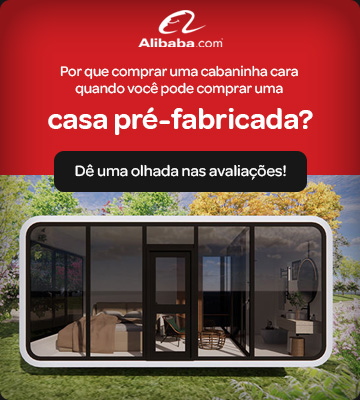 Alibaba.com
Por que comprar uma cabaninha cara
quando você pode comprar uma
casa pré-fabricada?
Dê uma olhada nas avaliações!